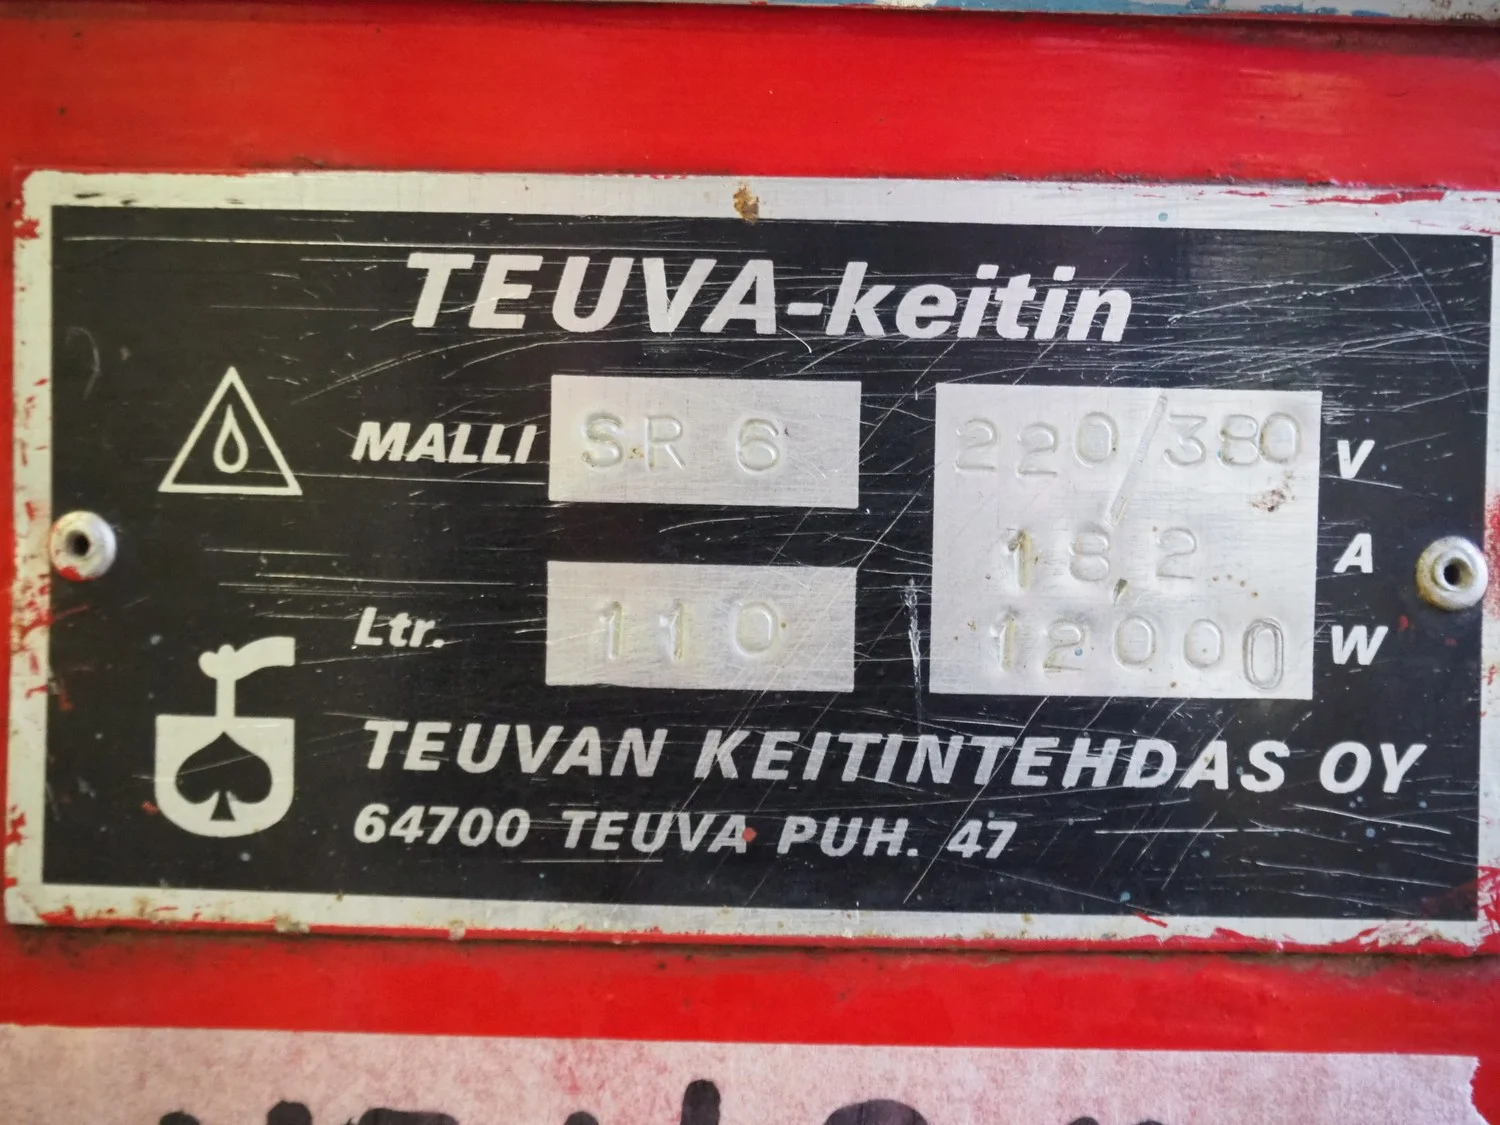 TEUVA-keitin
MALLI SR 6
220/380 V
18,2 A
Ltr. 110
12000 W
TEUVAN KEITINTEHDAS OY
64700 TEUVA PUH. 47